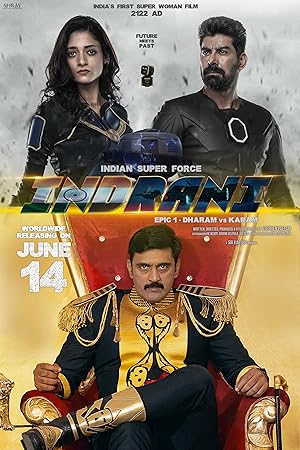 SHRAY
INDIA'S FIRST SUPER WOMAN FILM
2122 AD
FUTURE
MEETS
PAST
INDIAN SUPER FORCE
INDRANI
EPIC 1 - DHARAM vs KARAM
WORLDWIDE
RELEASING ON
JUNE
14